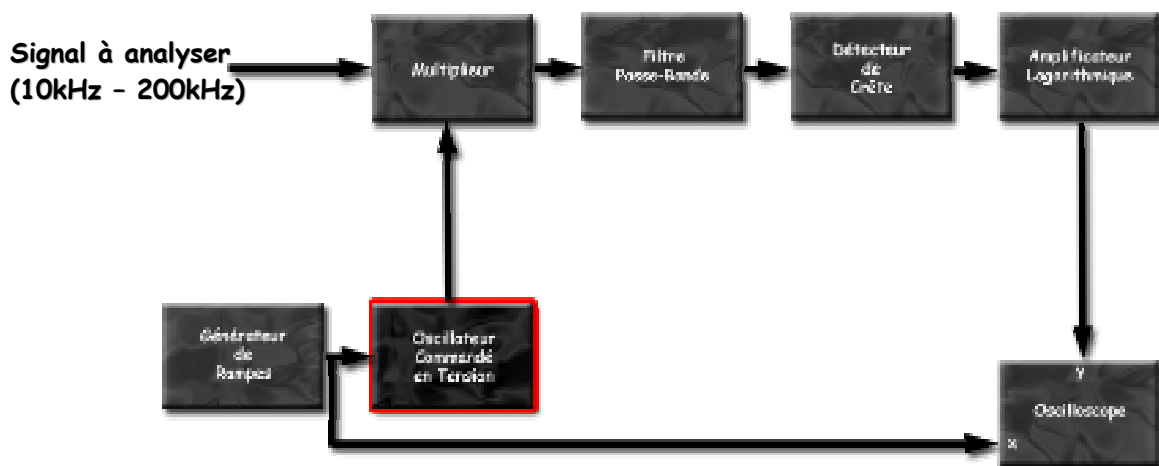 Signal à analyser
(10kHz - 200kHz)
Multiplieur
Filtre
Passe-Bande
Détecteur
de
Crête
Amplificateur
Logarithmique
Générateur
de
Rampes
Oscillateur
Commandé
en Tension
Y
Oscilloscope
X